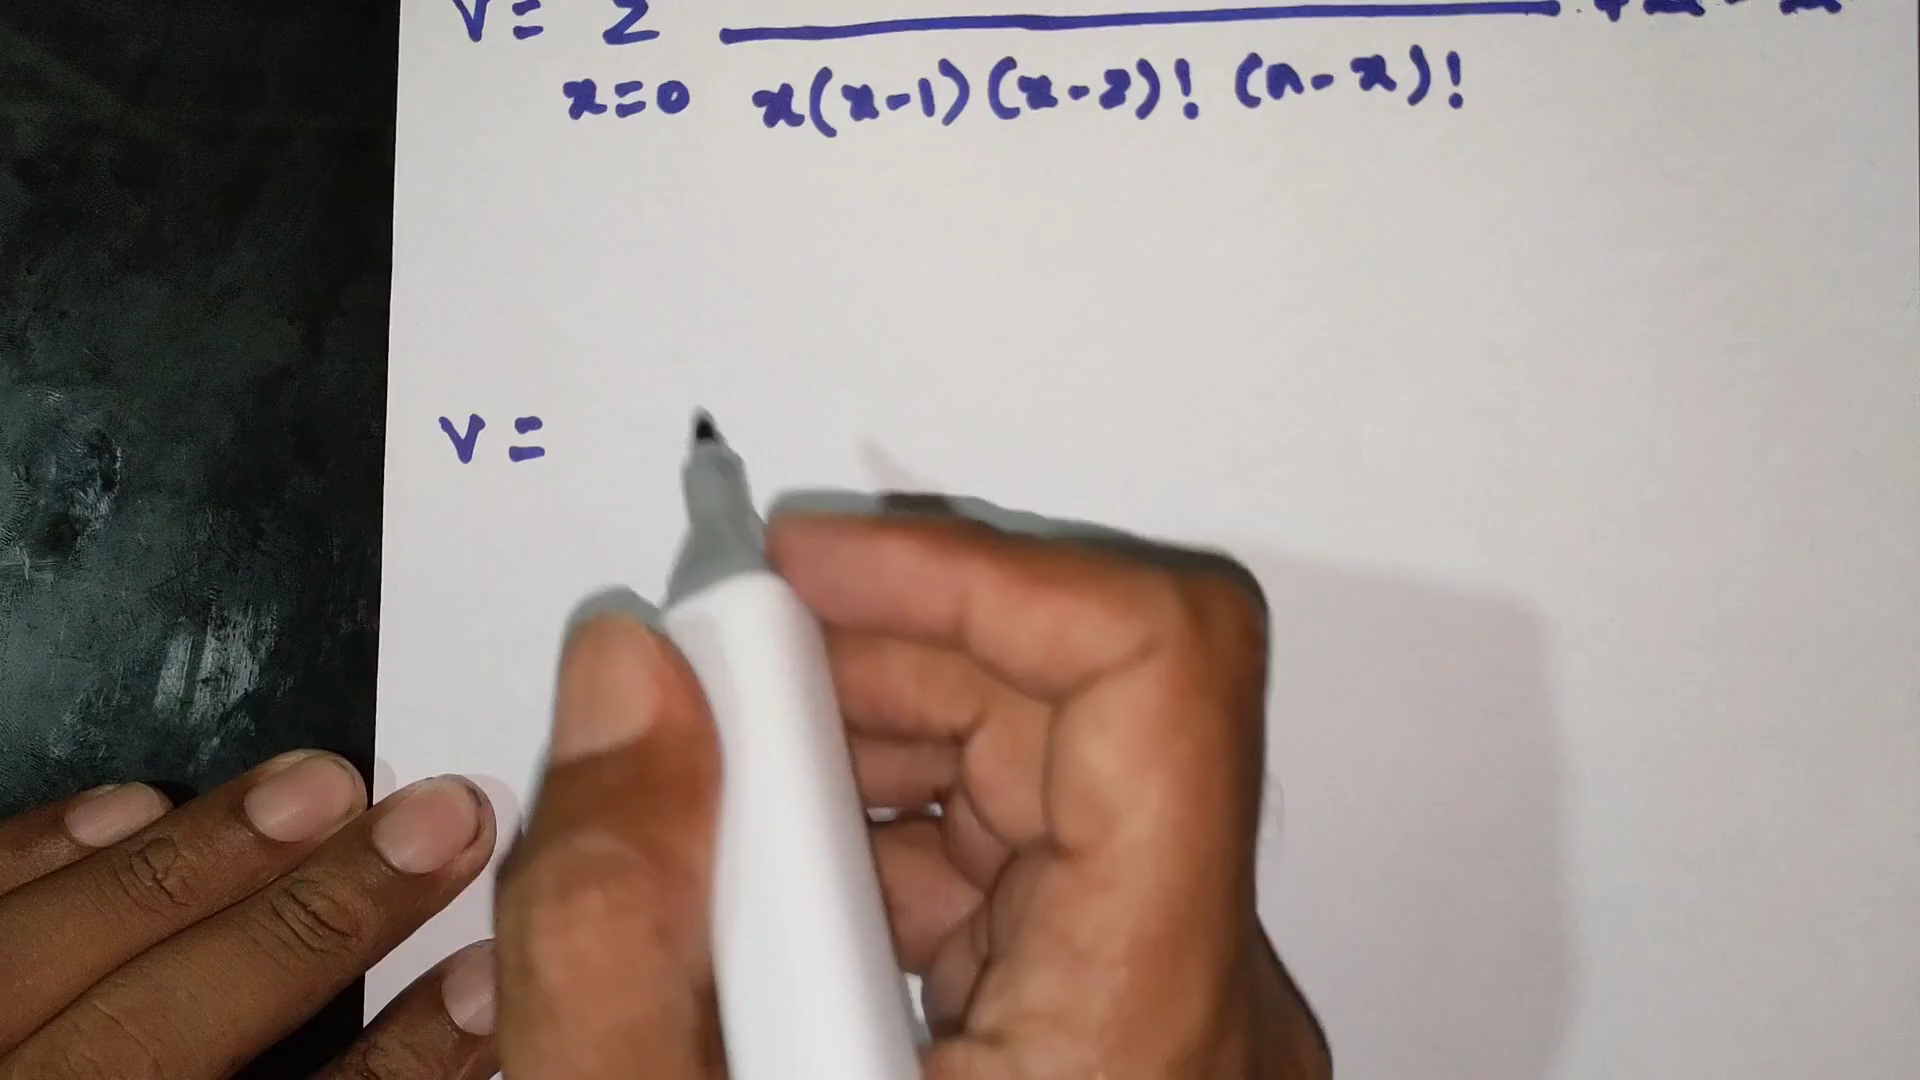 V = Σ
x=0 x(x-1)(x-2)! (n-x)!
V =